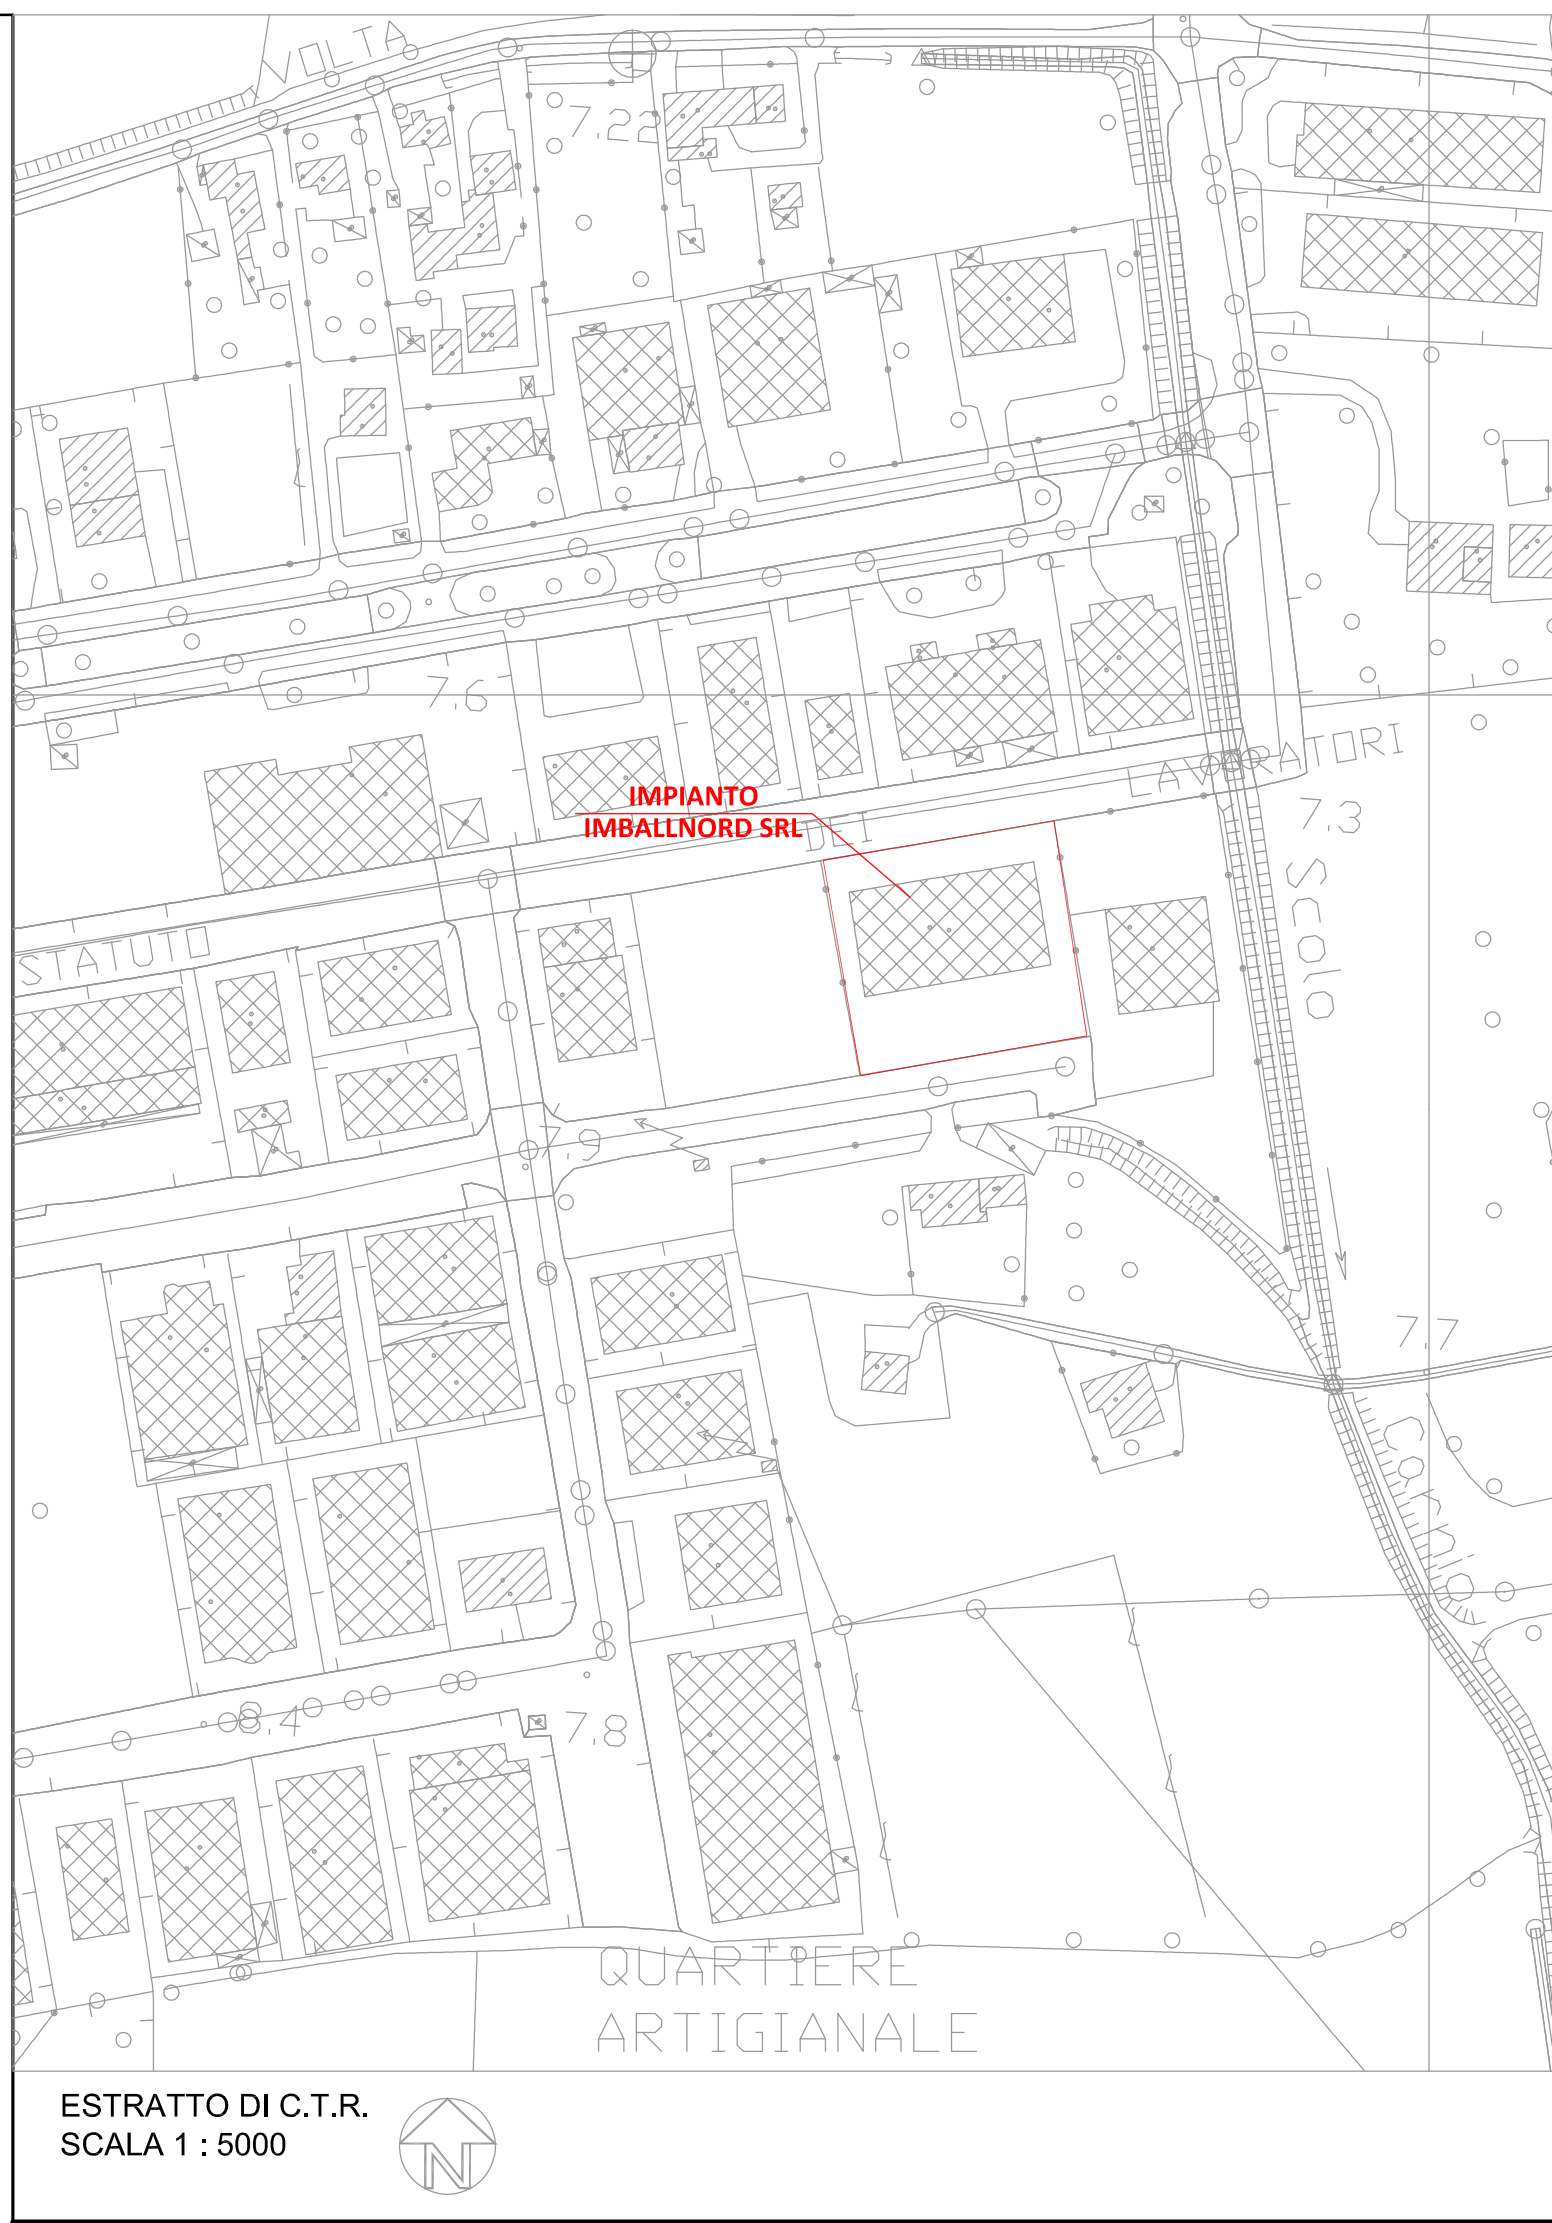 VOLTA
7,22
7,6
LAVORATORI
IMPIANTO
IMBALLNORD SRL
DEI
7,3
STATUTO
SCOLO
7,9
7,7
8,4
7,8
QUARTIERE
ARTIGIANALE
ESTRATTO DI C.T.R.
SCALA 1 : 5000
N